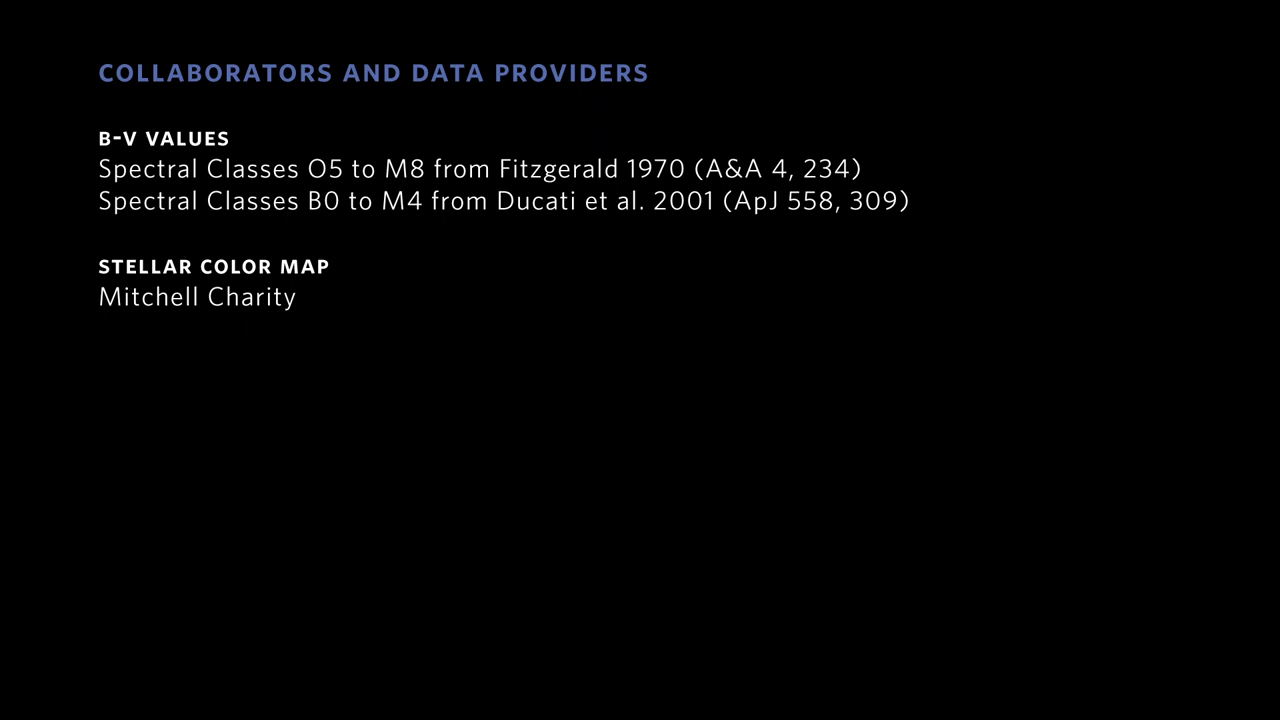 COLLABORATORS AND DATA PROVIDERS
B-V VALUES
Spectral Classes O5 to M8 from Fitzgerald 1970 (A&A 4, 234)
Spectral Classes B0 to M4 from Ducati et al. 2001 (ApJ 558, 309)
STELLAR COLOR MAP
Mitchell Charity